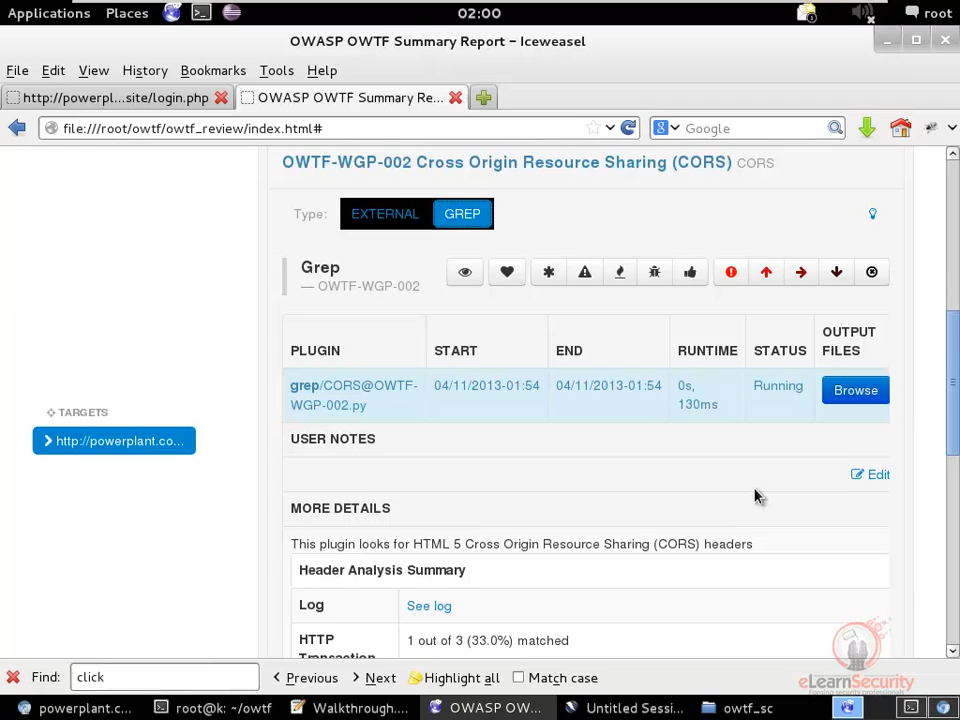 Applications Places 02:00 root
OWASP OWTF Summary Report – Iceweasel
File Edit View History Bookmarks Tools Help
http://powerpl...site/login.php OWASP OWTF Summary Re...
file:///root/owtf/owtf_review/index.html# Google
OWTF-WGP-002 Cross Origin Resource Sharing (CORS) CORS
Type: EXTERNAL GREP
Grep
— OWTF-WGP-002
PLUGIN START END RUNTIME STATUS OUTPUT FILES
grep/CORS@OWTF-WGP-002.py 04/11/2013-01:54 04/11/2013-01:54 0s, 130ms Running Browse
TARGETS
http://powerplant.co...
USER NOTES
Edit
MORE DETAILS
This plugin looks for HTML 5 Cross Origin Resource Sharing (CORS) headers
Header Analysis Summary
Log See log
HTTP Transaction 1 out of 3 (33.0%) matched
eLearnSecurity
Forging security professionals
Find: click Previous Next Highlight all Match case
powerplant.c... root@k: ~/owtf Walkthrough.... OWASP OW... Untitled Sessi... owtf_sc